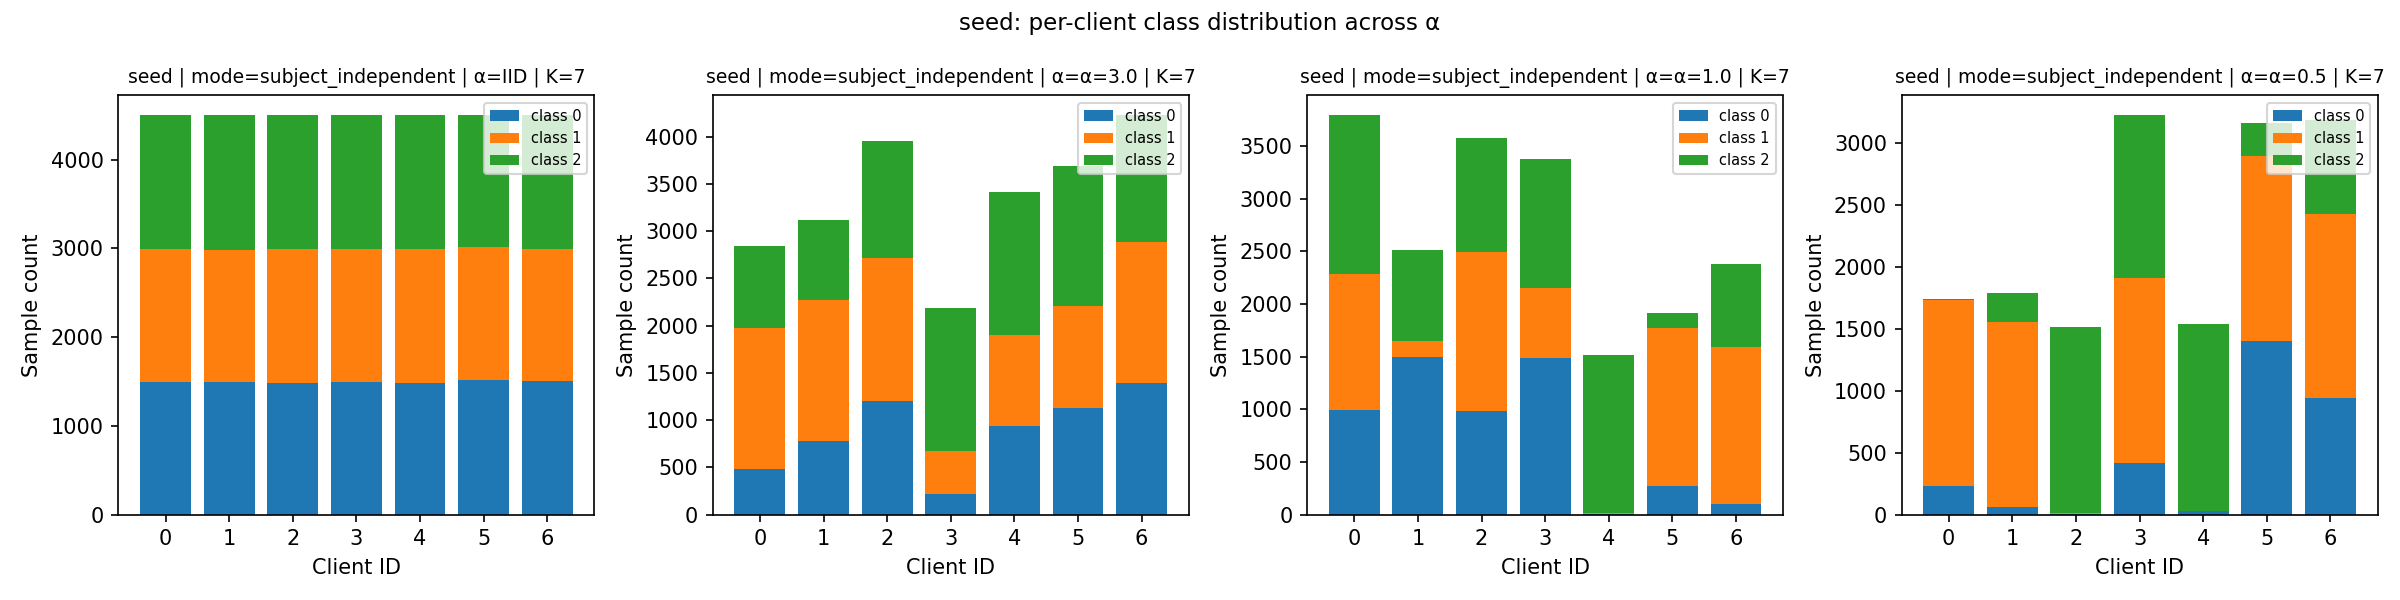 seed: per-client class distribution across α
seed | mode=subject_independent | α=IID | K=7
Sample count
4000
3000
2000
1000
0
class 0
class 1
class 2
0 1 2 3 4 5 6
Client ID
seed | mode=subject_independent | α=α=3.0 | K=7
Sample count
4000
3500
3000
2500
2000
1500
1000
500
0
class 0
class 1
class 2
0 1 2 3 4 5 6
Client ID
seed | mode=subject_independent | α=α=1.0 | K=7
Sample count
3500
3000
2500
2000
1500
1000
500
0
class 0
class 1
class 2
0 1 2 3 4 5 6
Client ID
seed | mode=subject_independent | α=α=0.5 | K=7
Sample count
3000
2500
2000
1500
1000
500
0
class 0
class 1
class 2
0 1 2 3 4 5 6
Client ID